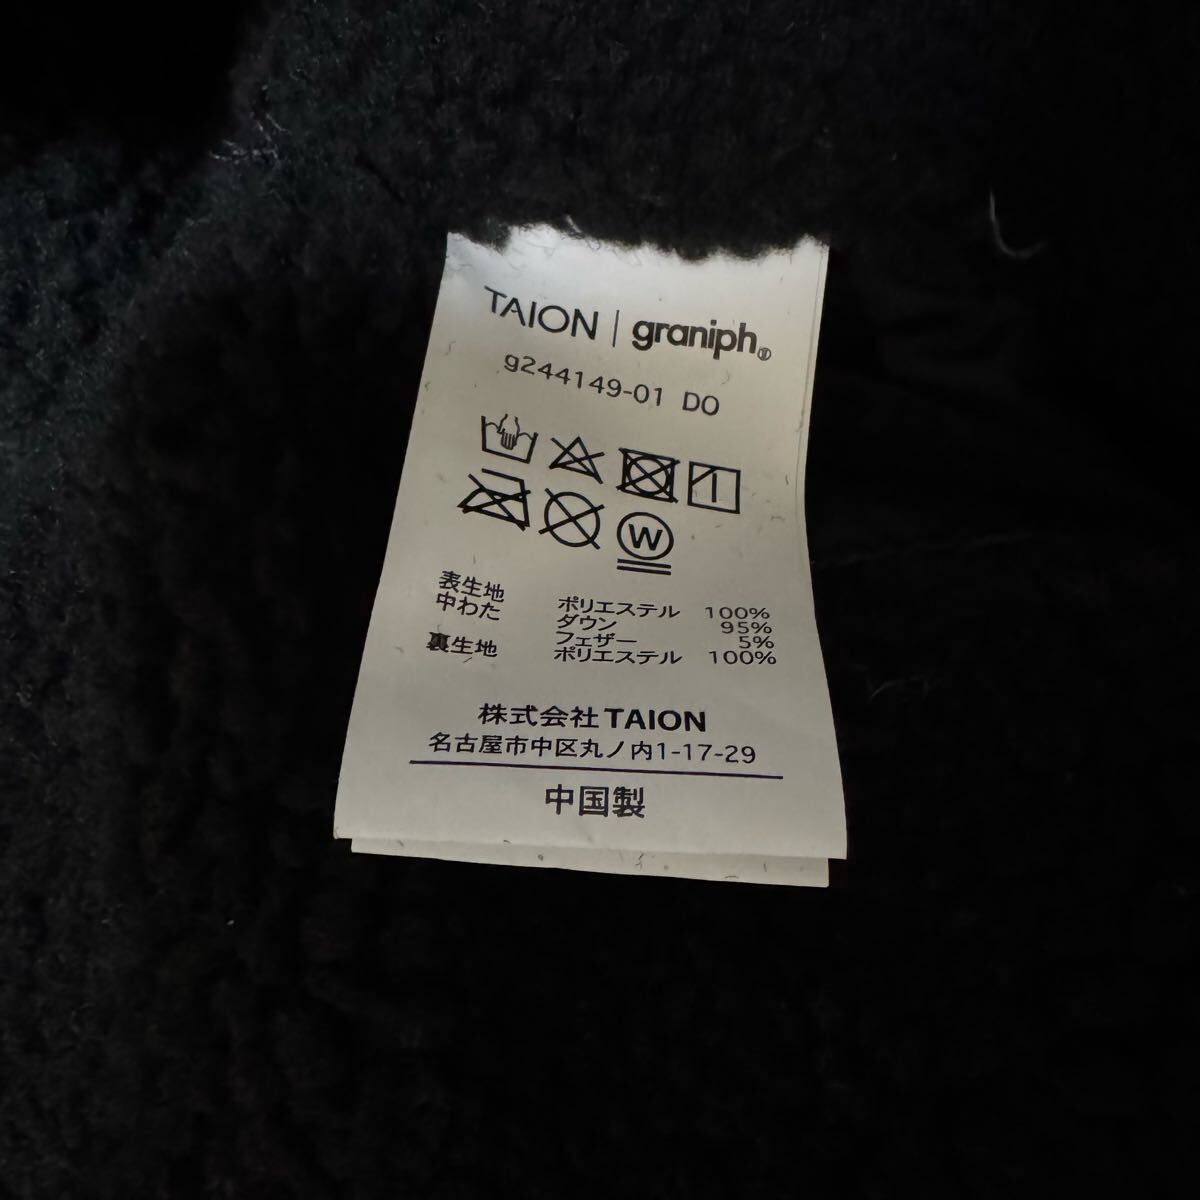 TAION | graniph®
g244149-01 DO
W
表生地 ポリエステル 100%
中わた ダウン 95%
フェザー 5%
裏生地 ポリエステル 100%
株式会社TAION
名古屋市中区丸ノ内1-17-29
中国製